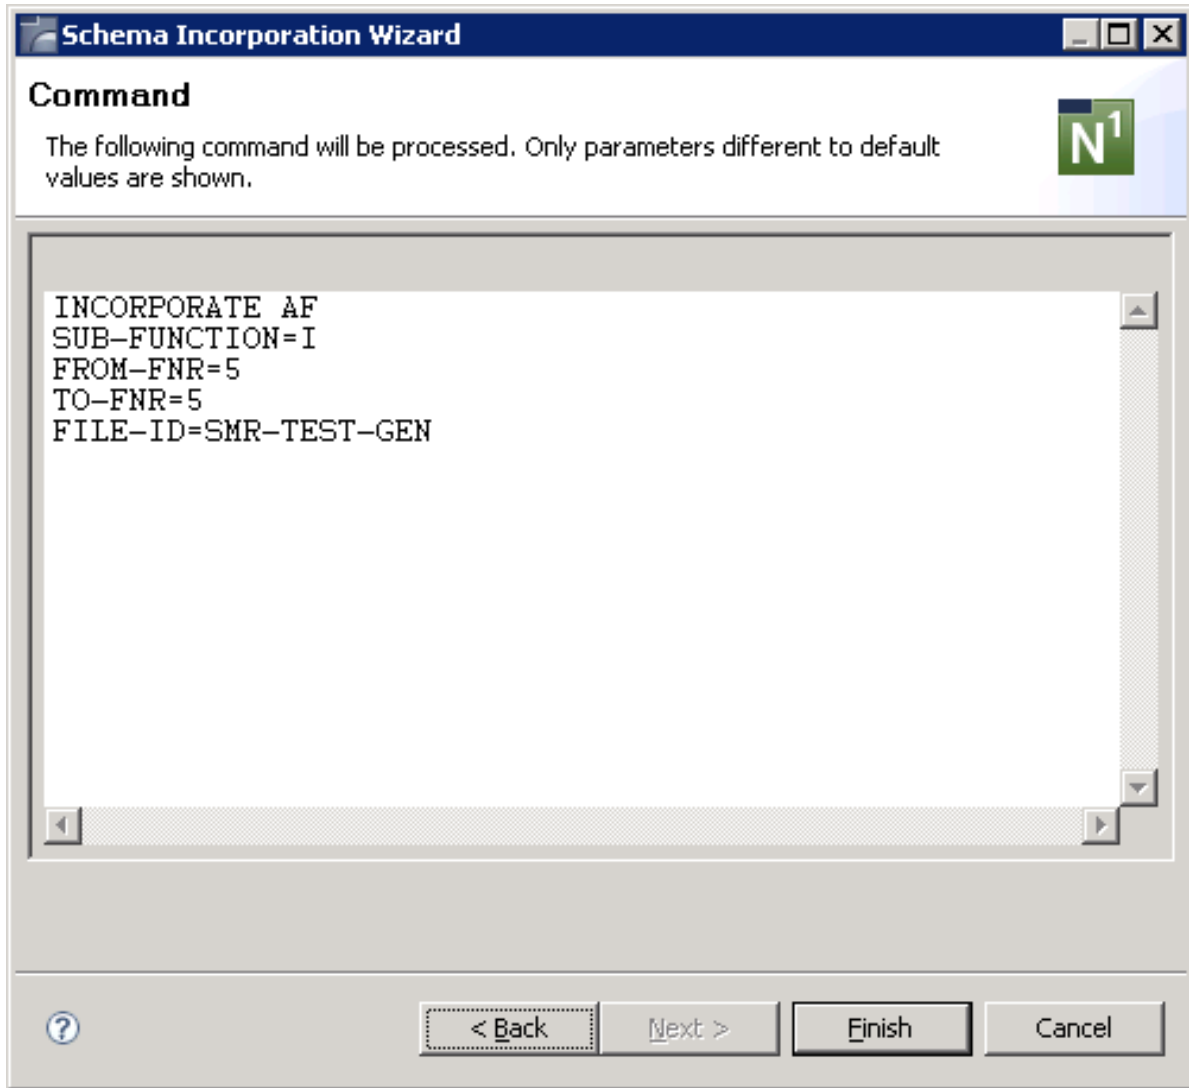 Schema Incorporation Wizard
Command
The following command will be processed. Only parameters different to default
values are shown.
N1
INCORPORATE AF
SUB-FUNCTION=I
FROM-FNR=5
TO-FNR=5
FILE-ID=SMR-TEST-GEN
?
< Back
Next >
Finish
Cancel